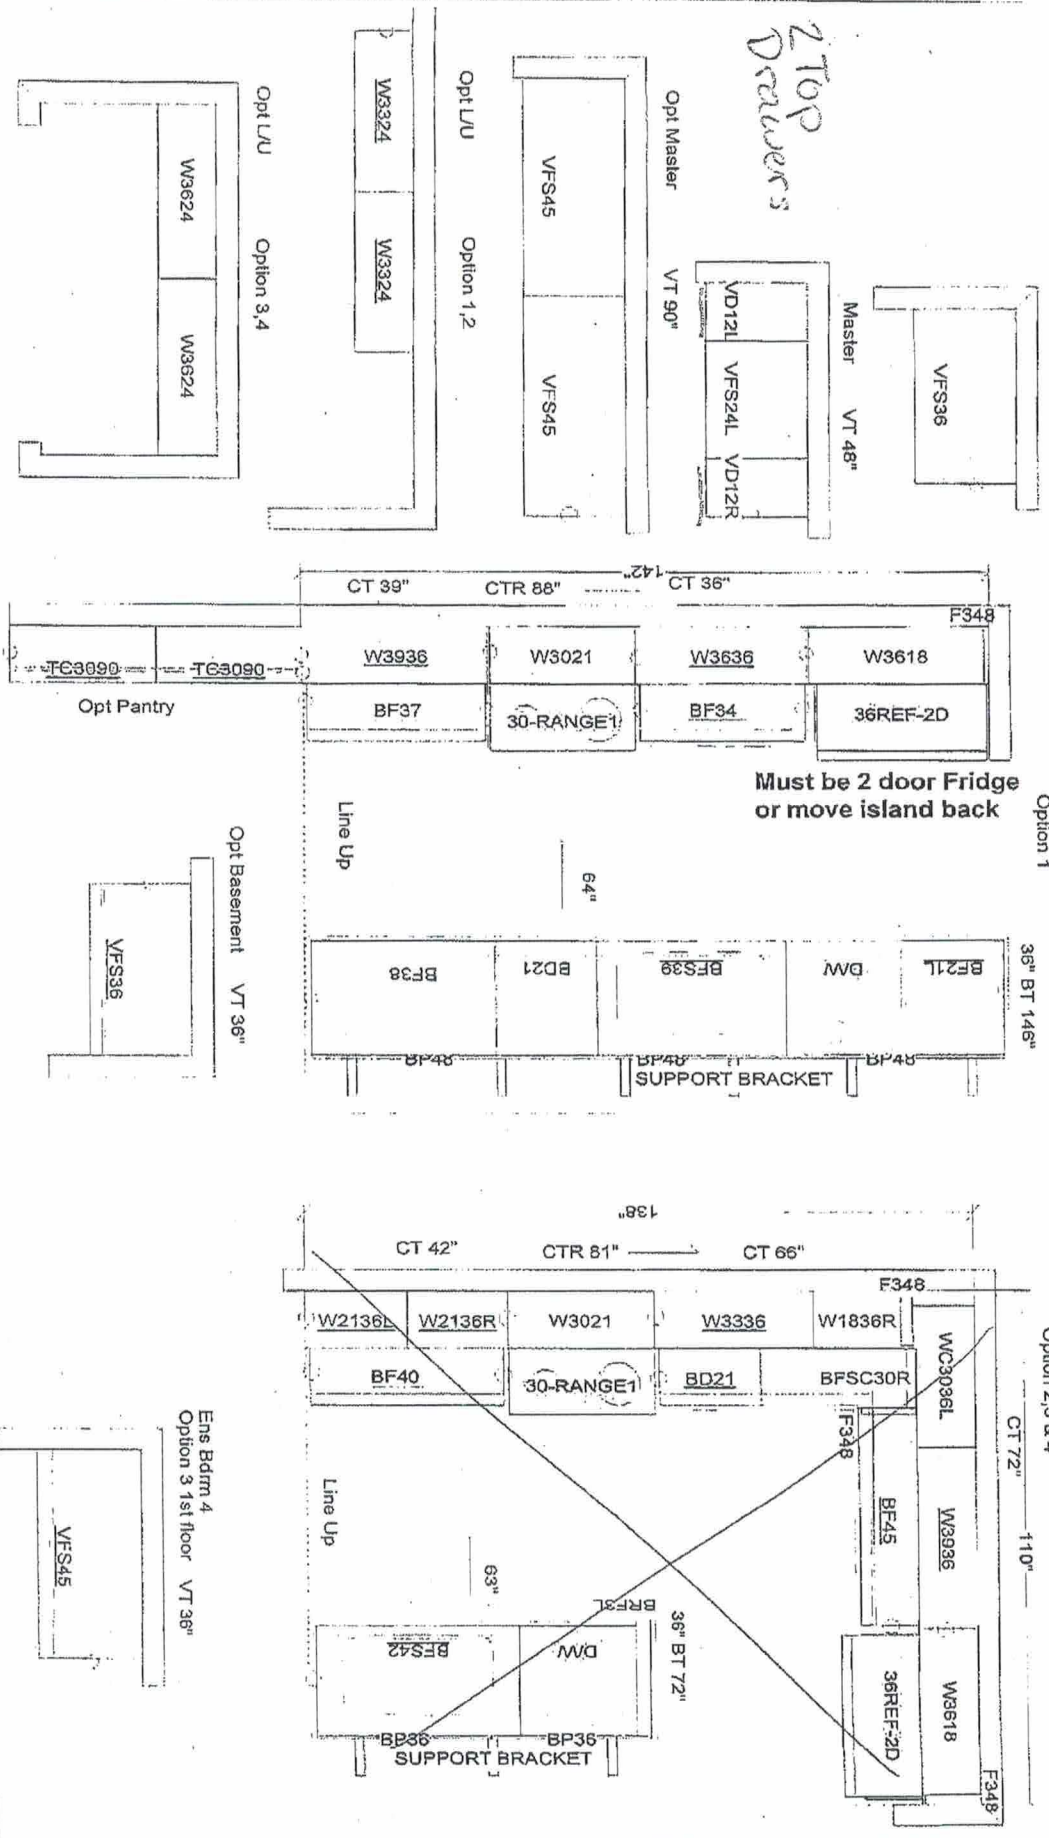 2 Top
Drawers
VFS36
Master VT 48"
VD12L
VFS24L
VD12R
Opt Master VT 90"
VFS45
VFS45
Opt L/U Option 1,2
W3324
W3324
Opt L/U Option 3,4
W3624
W3624
142"
CT 39"
CTR 88"
CT 36"
F348
TC3090
TC3090
W3936
W3021
W3636
W3618
Opt Pantry
BF37
30-RANGE1
BF34
36REF-2D
Must be 2 door Fridge
or move island back
Option 1
Line Up
64"
36" BT 146"
BF38
BD21
BFS39
D/W
BF21L
BP48
BP48
BP48
SUPPORT BRACKET
Opt Basement VT 36"
VFS36
138"
CT 42"
CTR 81"
CT 66"
F348
W2136L
W2136R
W3021
W3336
W1836R
WC3036L
BF40
30-RANGE1
BD21
BFSC30R
F348
CT 72"
110"
BF45
W3936
36REF-2D
W3618
F348
Line Up
63"
BRF3L
36" BT 72"
BFS42
D/W
BP36
BP36
SUPPORT BRACKET
Ens Bdrm 4
Option 3 1st floor VT 36"
VFS45